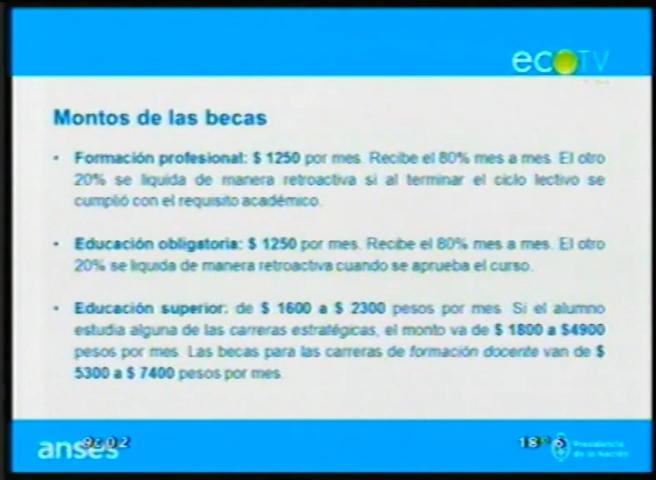 ecoTV
Montos de las becas
• Formación profesional: $ 1250 por mes. Recibe el 80% mes a mes. El otro
20% se liquida de manera retroactiva si al terminar el ciclo lectivo se
cumplió con el requisito académico.
• Educación obligatoria: $ 1250 por mes. Recibe el 80% mes a mes. El otro
20% se liquida de manera retroactiva cuando se aprueba el curso.
• Educación superior: de $ 1600 a $ 2300 pesos por mes. Si el alumno
estudia alguna de las carreras estratégicas, el monto va de $ 1800 a $4900
pesos por mes. Las becas para las carreras de formación docente van de $
5300 a $ 7400 pesos por mes
anses
Presidencia
de la Nación